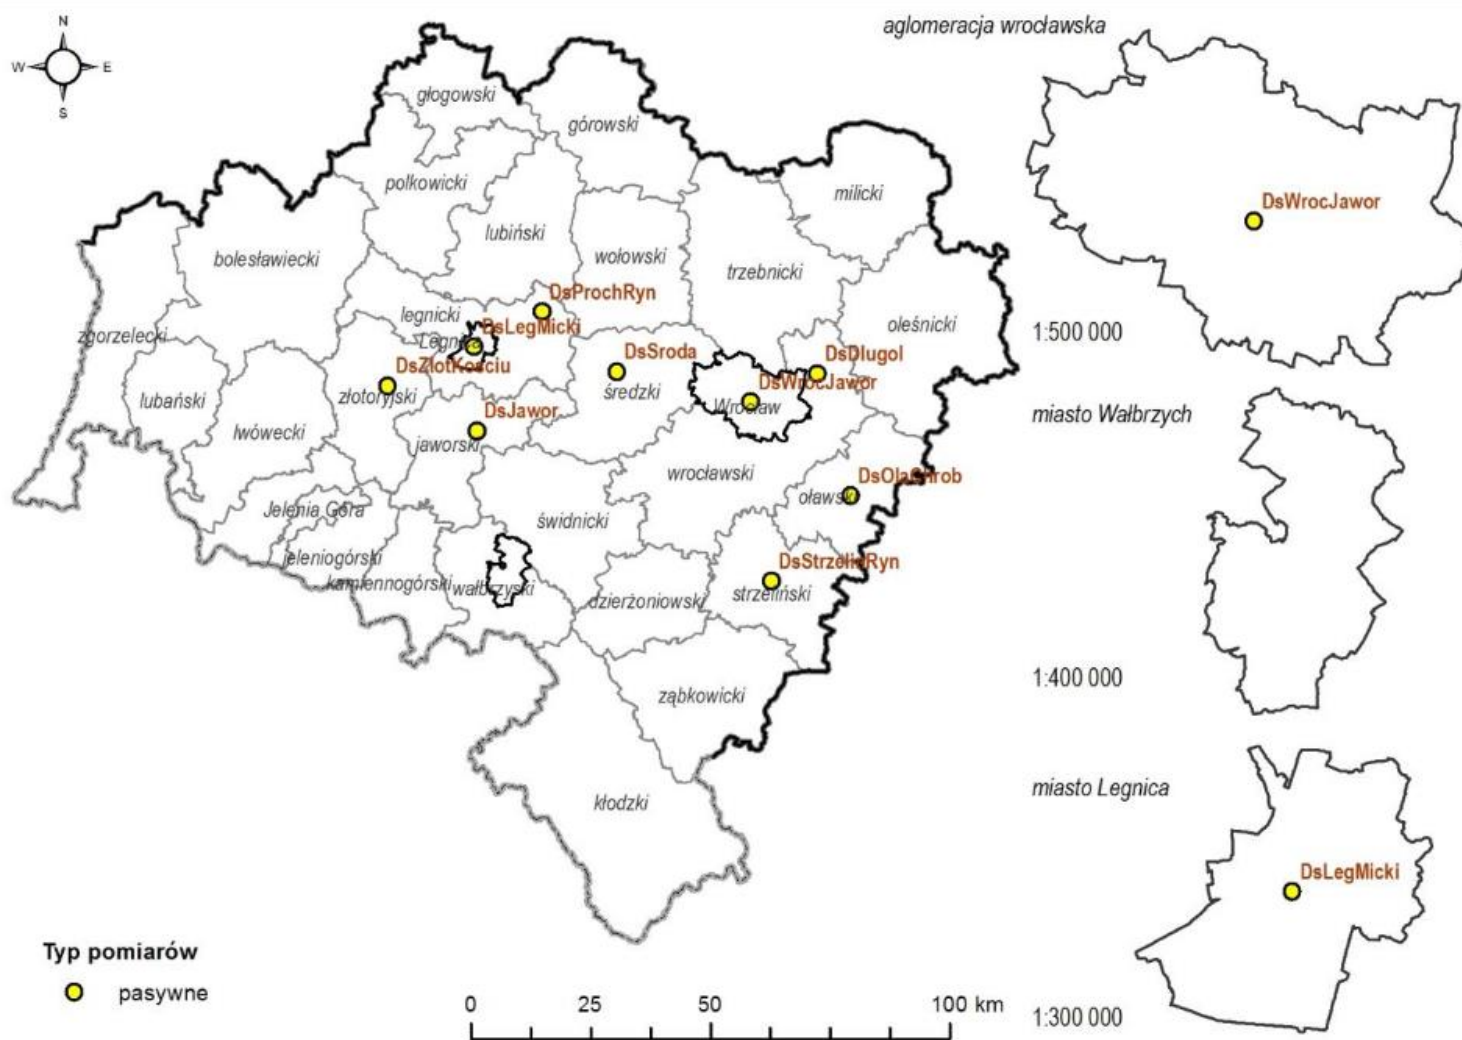 N
W E
S
aglomeracja wrocławska
głogowski
górowski
polkowicki
milicki
DsWrocJawor
lubiński
bolesławiecki
wołowski
trzebnicki
DsProchRyn
legnicki
oleśnicki
zgorzelecki
DsLegMicki
Legnica
1:500 000
DsSroda
DsDlugol
DsZlotKosciu
złotoryjski
średzki
DsWrocJawor
Wrocław
lubański
DsJawor
miasto Wałbrzych
lwówecki
jaworski
wrocławski
DsOlaChrob
oławski
Jelenia Góra
świdnicki
jeleniogórski
DsStrzelinRyn
kamiennogórski
wałbrzyski
dzierżoniowski
strzeliński
1:400 000
ząbkowicki
miasto Legnica
kłodzki
DsLegMicki
Typ pomiarów
pasywne
0 25 50 100 km
1:300 000